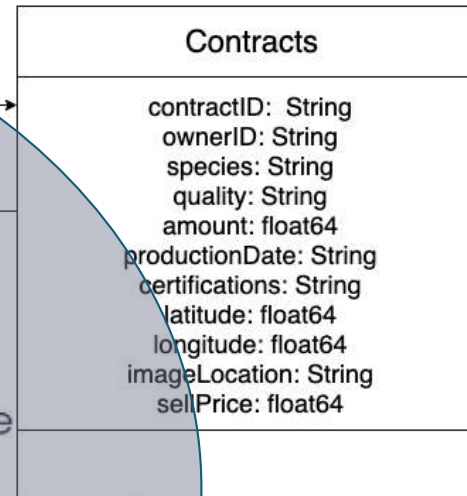 Contracts
contractID: String
ownerID: String
species: String
quality: String
amount: float64
productionDate: String
certifications: String
latitude: float64
longitude: float64
imageLocation: String
sellPrice: float64